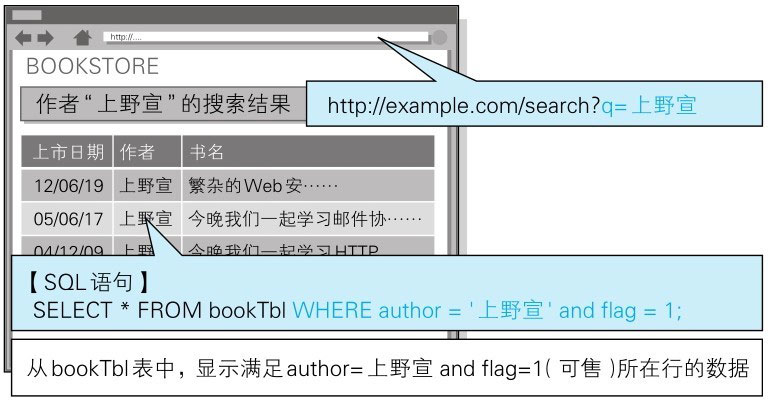 http://....
BOOKSTORE
作者“上野宣”的搜索结果
http://example.com/search?q=上野宣
上市日期 作者 书名
12/06/19 上野宣 繁杂的Web安……
05/06/17 上野宣 今晚我们一起学习邮件协……
04/12/09 上野宣 今晚我们一起学习HTTP
【SQL语句】
SELECT * FROM bookTbl WHERE author = '上野宣' and flag = 1;
从bookTbl表中，显示满足author=上野宣 and flag=1(可售)所在行的数据